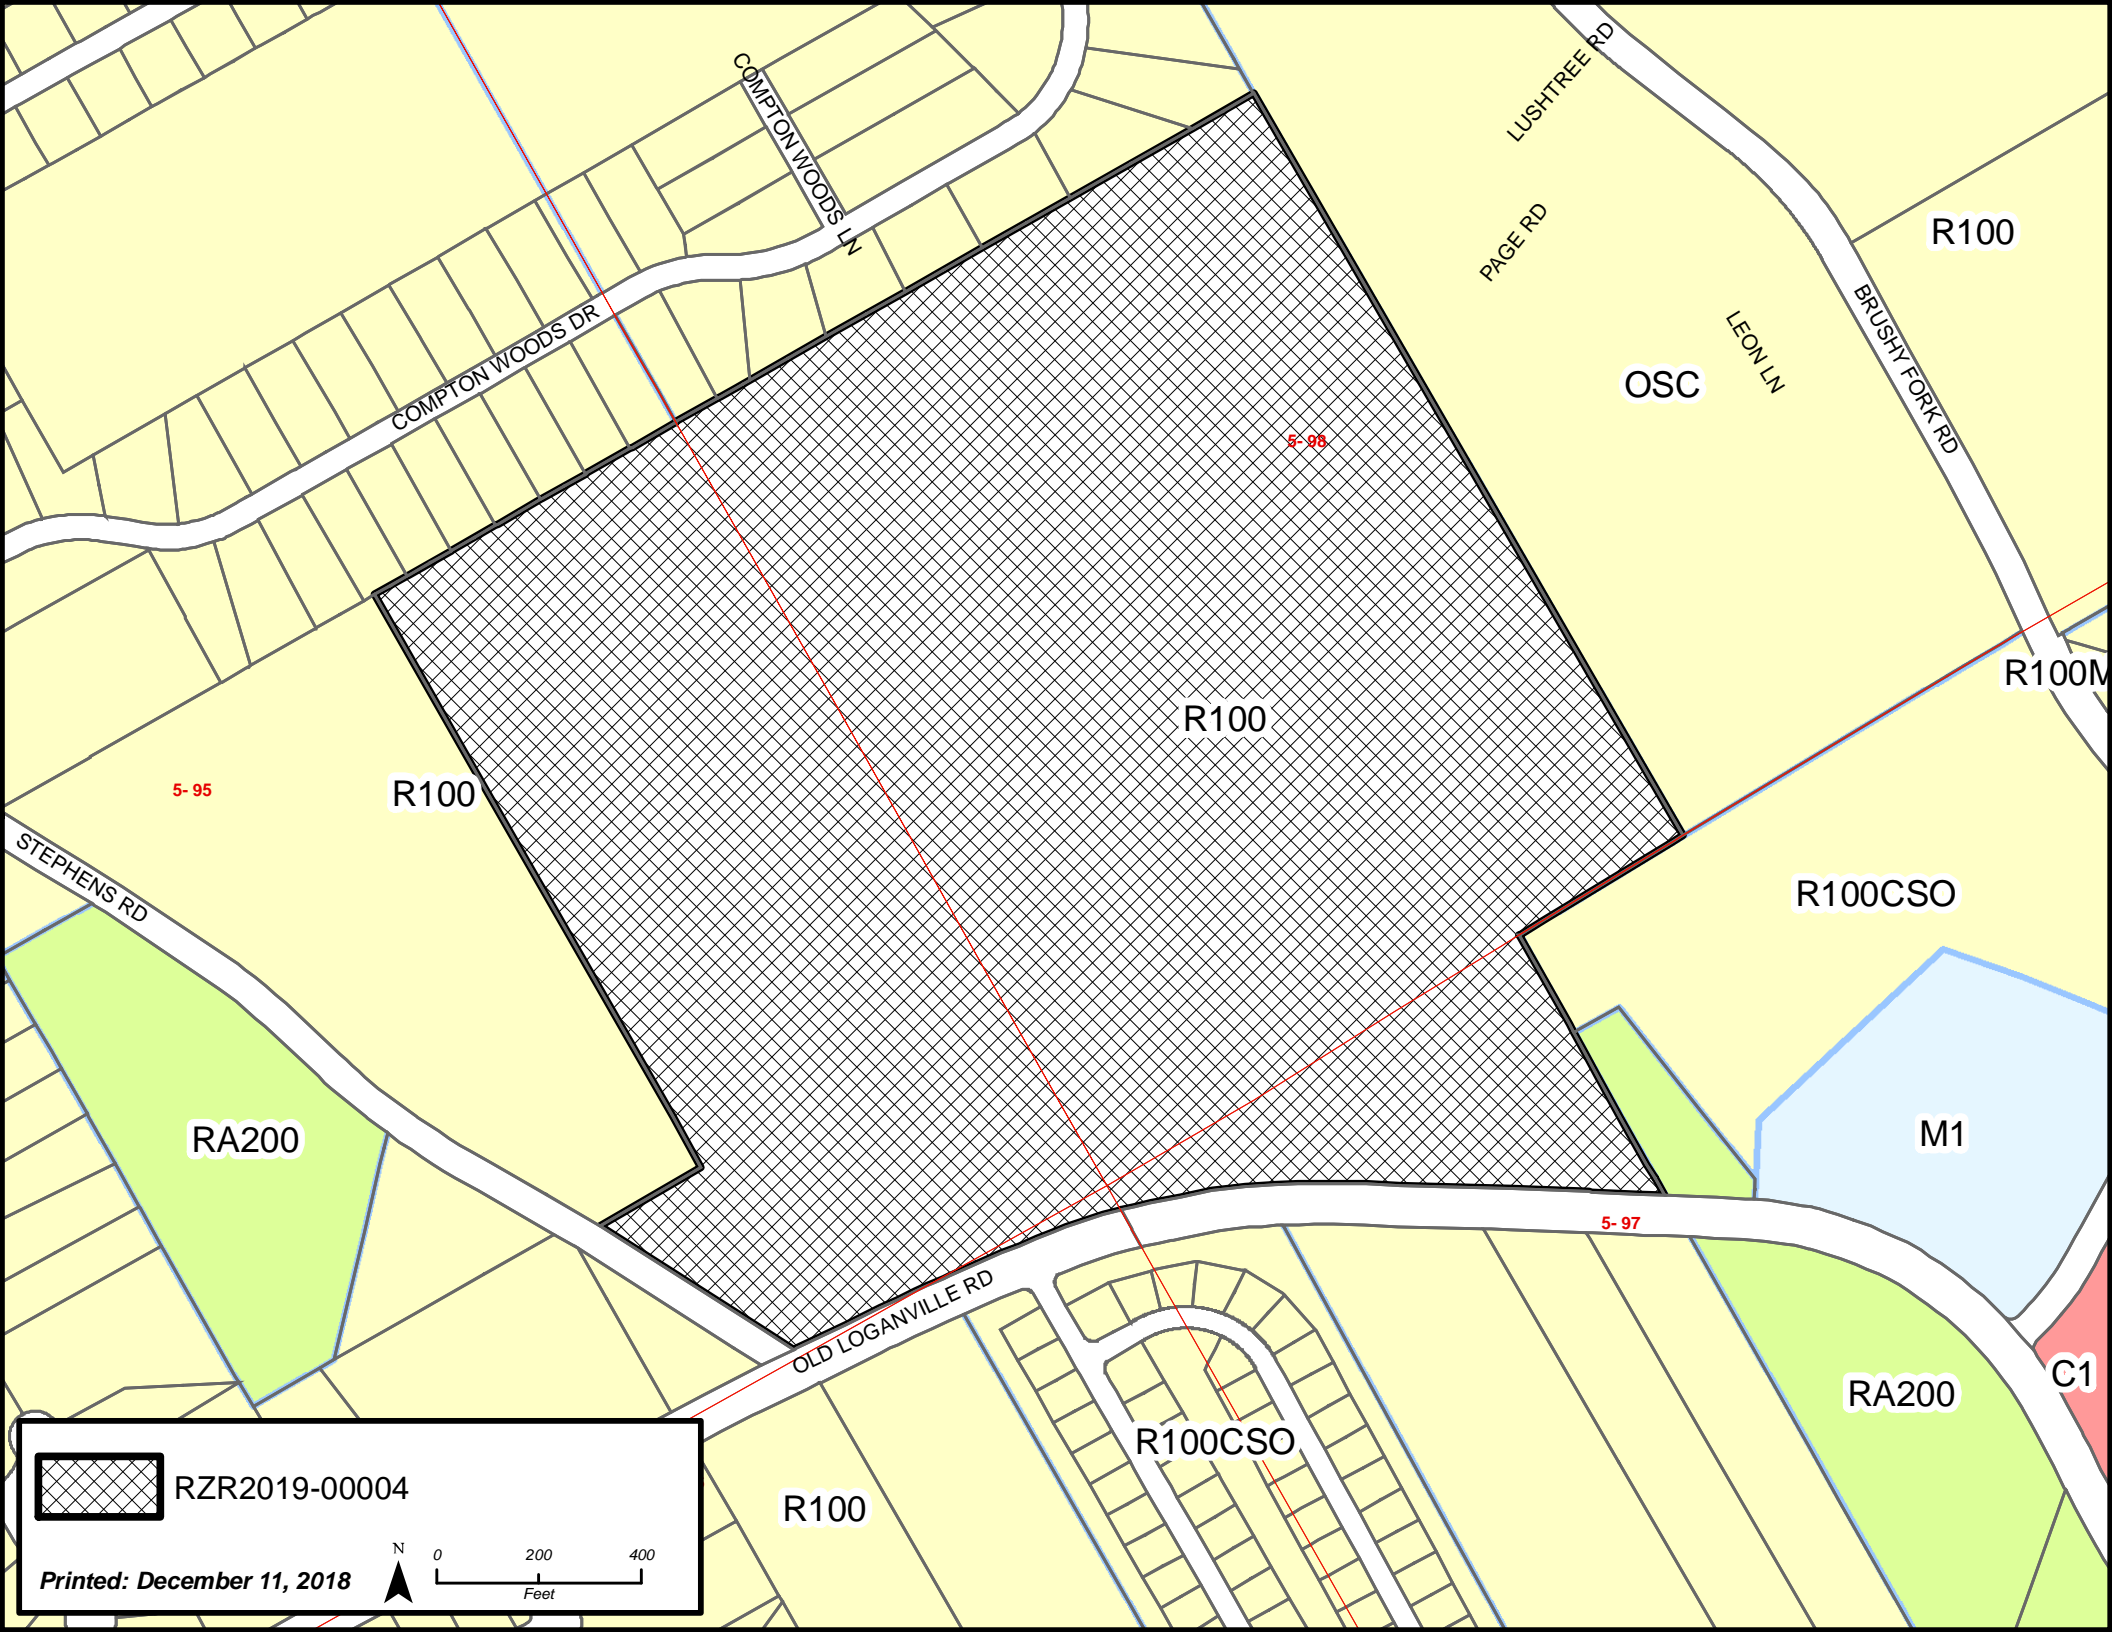 COMPTON WOODS LN
LUSHTREE RD
PAGE RD
R100
BRUSHY FORK RD
LEON LN
OSC
COMPTON WOODS DR
5- 98
R100M
R100
5- 95
R100
STEPHENS RD
R100CSO
M1
RA200
5- 97
OLD LOGANVILLE RD
C1
RA200
R100CSO
R100
RZR2019-00004
N
0 200 400
Feet
Printed: December 11, 2018